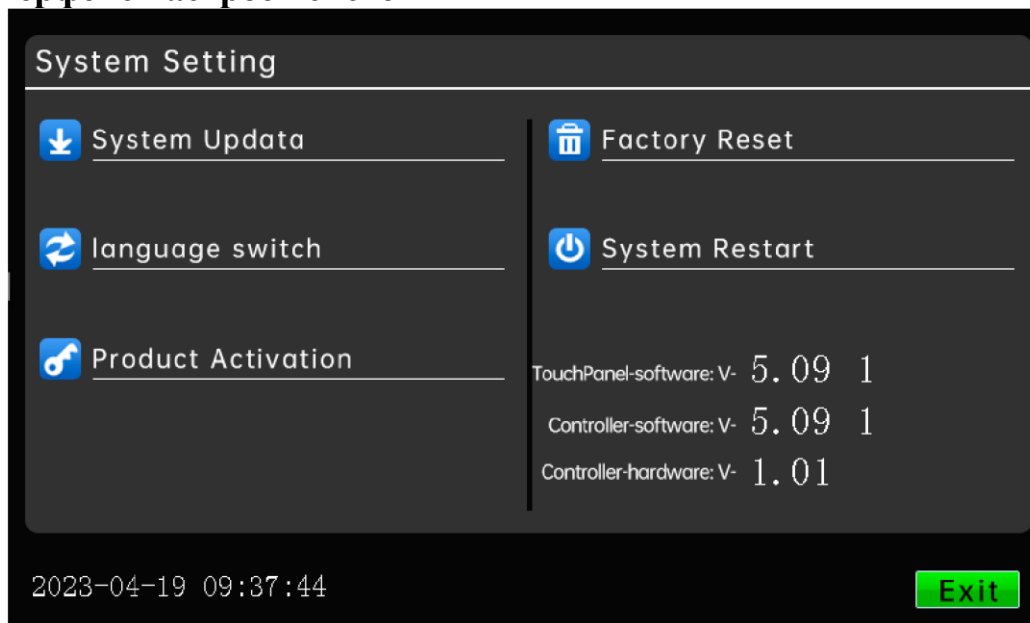 System Setting
System Updata
Factory Reset
language switch
System Restart
Product Activation
TouchPanel-software: V- 5.09 1
Controller-software: V- 5.09 1
Controller-hardware: V- 1.01
2023-04-19 09:37:44
Exit